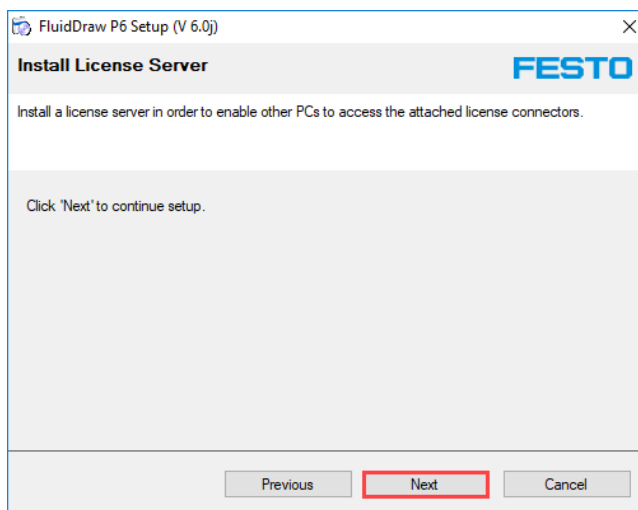 FluidDraw P6 Setup (V 6.0j)
Install License Server
FESTO
Install a license server in order to enable other PCs to access the attached license connectors.
Click 'Next' to continue setup.
Previous
Next
Cancel